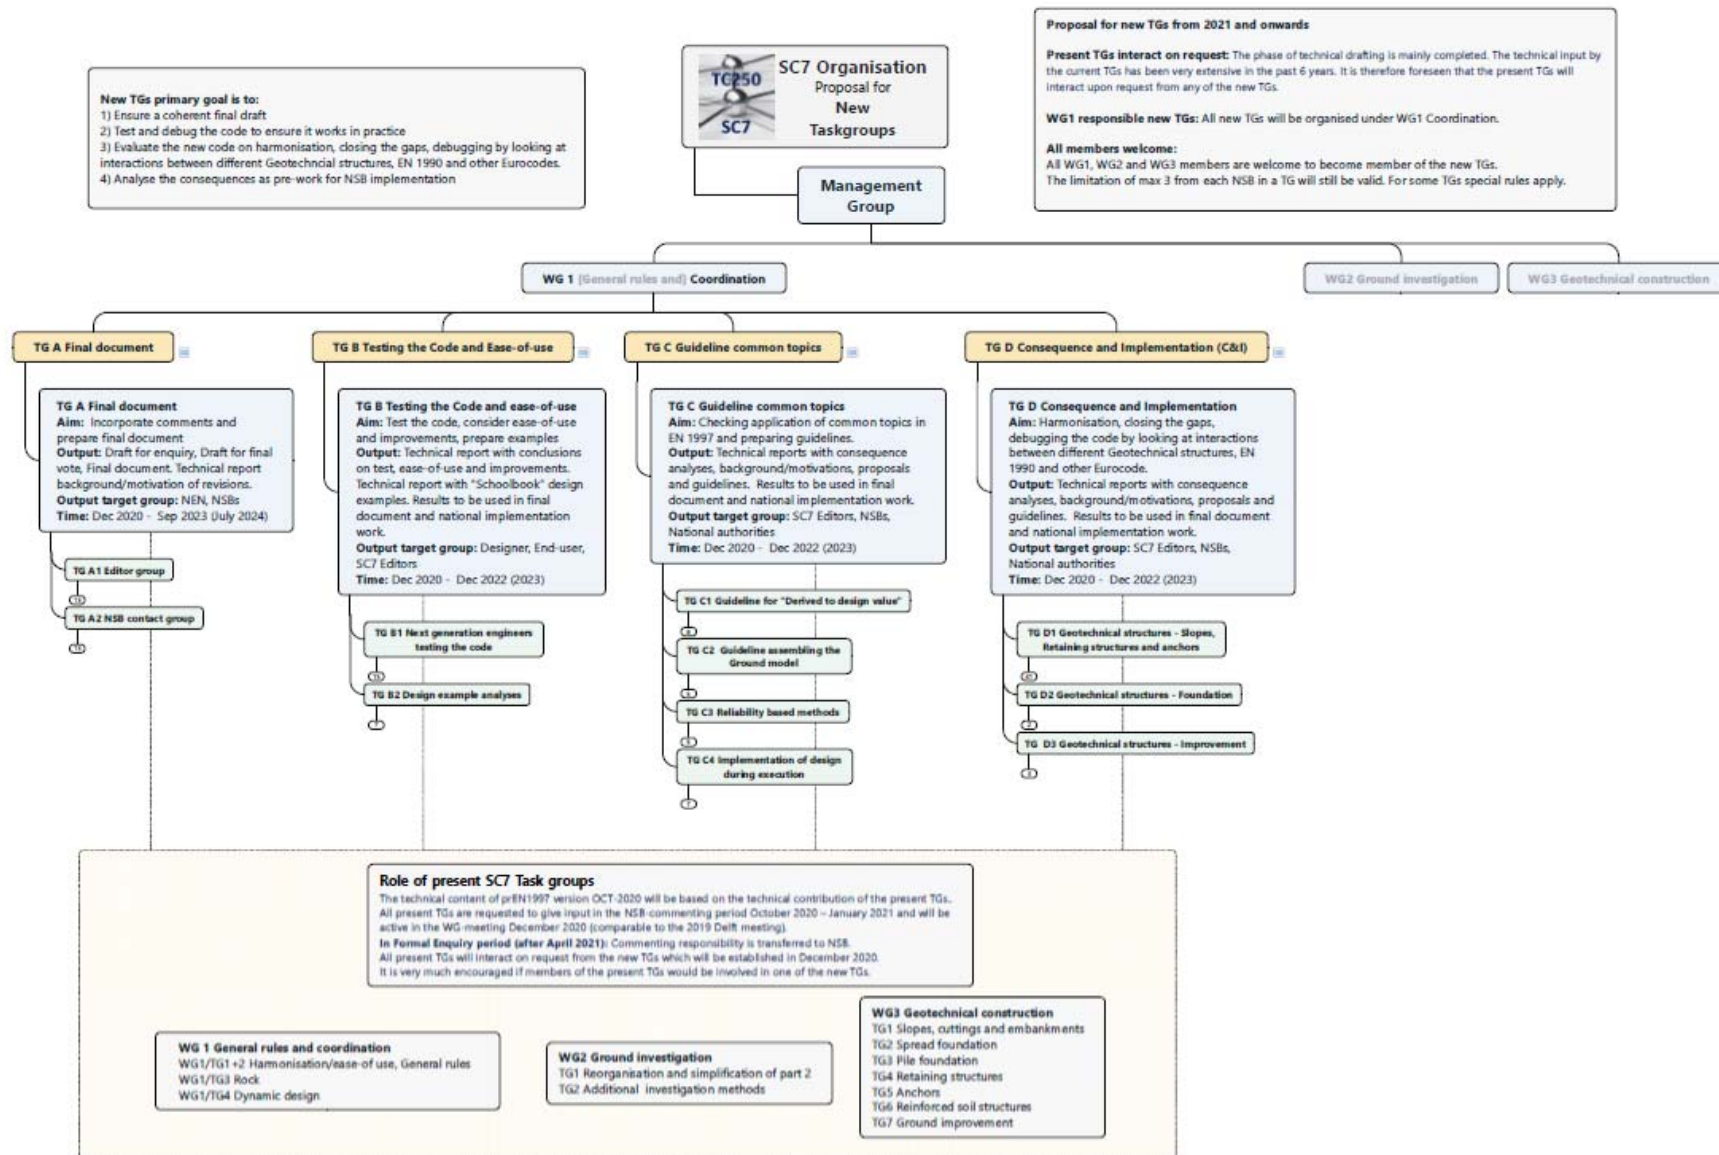 New TGs primary goal is to:
1) Ensure a coherent final draft
2) Test and debug the code to ensure it works in practice
3) Evaluate the new code on harmonisation, closing the gaps, debugging by looking at
interactions between different Geotechncial structures, EN 1990 and other Eurocodes.
4) Analyse the consequences as pre-work for NSB implementation
TC250
SC7
SC7 Organisation
Proposal for
New
Taskgroups
Management
Group
Proposal for new TGs from 2021 and onwards
Present TGs interact on request: The phase of technical drafting is mainly completed. The technical input by
the current TGs has been very extensive in the past 6 years. It is therefore foreseen that the present TGs will
interact upon request from any of the new TGs.
WG1 responsible new TGs: All new TGs will be organised under WG1 Coordination.
All members welcome:
All WG1, WG2 and WG3 members are welcome to become member of the new TGs.
The limitation of max 3 from each NSB in a TG will still be valid. For some TGs special rules apply.
WG 1 (General rules and) Coordination
WG2 Ground investigation
WG3 Geotechnical construction
TG A Final document
TG B Testing the Code and Ease-of-use
TG C Guideline common topics
TG D Consequence and Implementation (C&I)
TG A Final document
Aim: Incorporate comments and
prepare final document
Output: Draft for enquiry, Draft for final
vote, Final document. Technical report
background/motivation of revisions.
Output target group: NEN, NSBs
Time: Dec 2020 - Sep 2023 (July 2024)
TG A1 Editor group
TG A2 NSB contact group
TG B Testing the Code and ease-of-use
Aim: Test the code, consider ease-of-use
and improvements, prepare examples
Output: Technical report with conclusions
on test, ease-of-use and improvements.
Technical report with "Schoolbook" design
examples. Results to be used in final
document and national implementation
work.
Output target group: Designer, End-user,
SC7 Editors
Time: Dec 2020 - Dec 2022 (2023)
TG B1 Next generation engineers
testing the code
TG B2 Design example analyses
TG C Guideline common topics
Aim: Checking application of common topics in
EN 1997 and preparing guidelines.
Output: Technical reports with consequence
analyses, background/motivations, proposals
and guidelines. Results to be used in final
document and national implementation work.
Output target group: SC7 Editors, NSBs,
National authorities
Time: Dec 2020 - Dec 2022 (2023)
TG C1 Guideline for "Derived to design value"
TG C2 Guideline assembling the
Ground model
TG C3 Reliability based methods
TG C4 Implementation of design
during execution
TG D Consequence and Implementation
Aim: Harmonisation, closing the gaps,
debugging the code by looking at interactions
between different Geotechnical structures, EN
1990 and other Eurocode.
Output: Technical reports with consequence
analyses, background/motivations, proposals and
guidelines. Results to be used in final document
and national implementation work.
Output target group: SC7 Editors, NSBs,
National authorities
Time: Dec 2020 - Dec 2022 (2023)
TG D1 Geotechnical structures - Slopes,
Retaining structures and anchors
TG D2 Geotechnical structures - Foundation
TG D3 Geotechnical structures - Improvement
Role of present SC7 Task groups
The technical content of prEN1997 version OCT-2020 will be based on the technical contribution of the present TGs.
All present TGs are requested to give input in the NSB-commenting period October 2020 – January 2021 and will be
active in the WG-meeting December 2020 (comparable to the 2019 Delft meeting).
In Formal Enquiry period (after April 2021): Commenting responsibility is transferred to NSB.
All present TGs will interact on request from the new TGs which will be established in December 2020.
It is very much encouraged if members of the present TGs would be involved in one of the new TGs.
WG 1 General rules and coordination
WG1/TG1 +2 Harmonisation/ease-of use, General rules
WG1/TG3 Rock
WG1/TG4 Dynamic design
WG2 Ground investigation
TG1 Reorganisation and simplification of part 2
TG2 Additional investigation methods
WG3 Geotechnical construction
TG1 Slopes, cuttings and embankments
TG2 Spread foundation
TG3 Pile foundation
TG4 Retaining structures
TG5 Anchors
TG6 Reinforced soil structures
TG7 Ground improvement